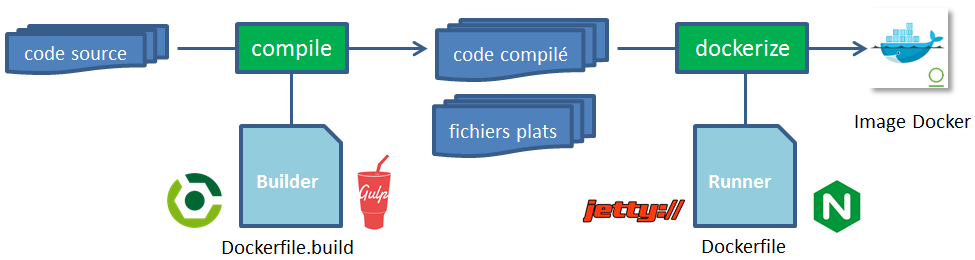 code source
compile
code compilé
dockerize
fichiers plats
Image Docker
Builder
Gulp
Runner
jetty://
N
Dockerfile.build
Dockerfile